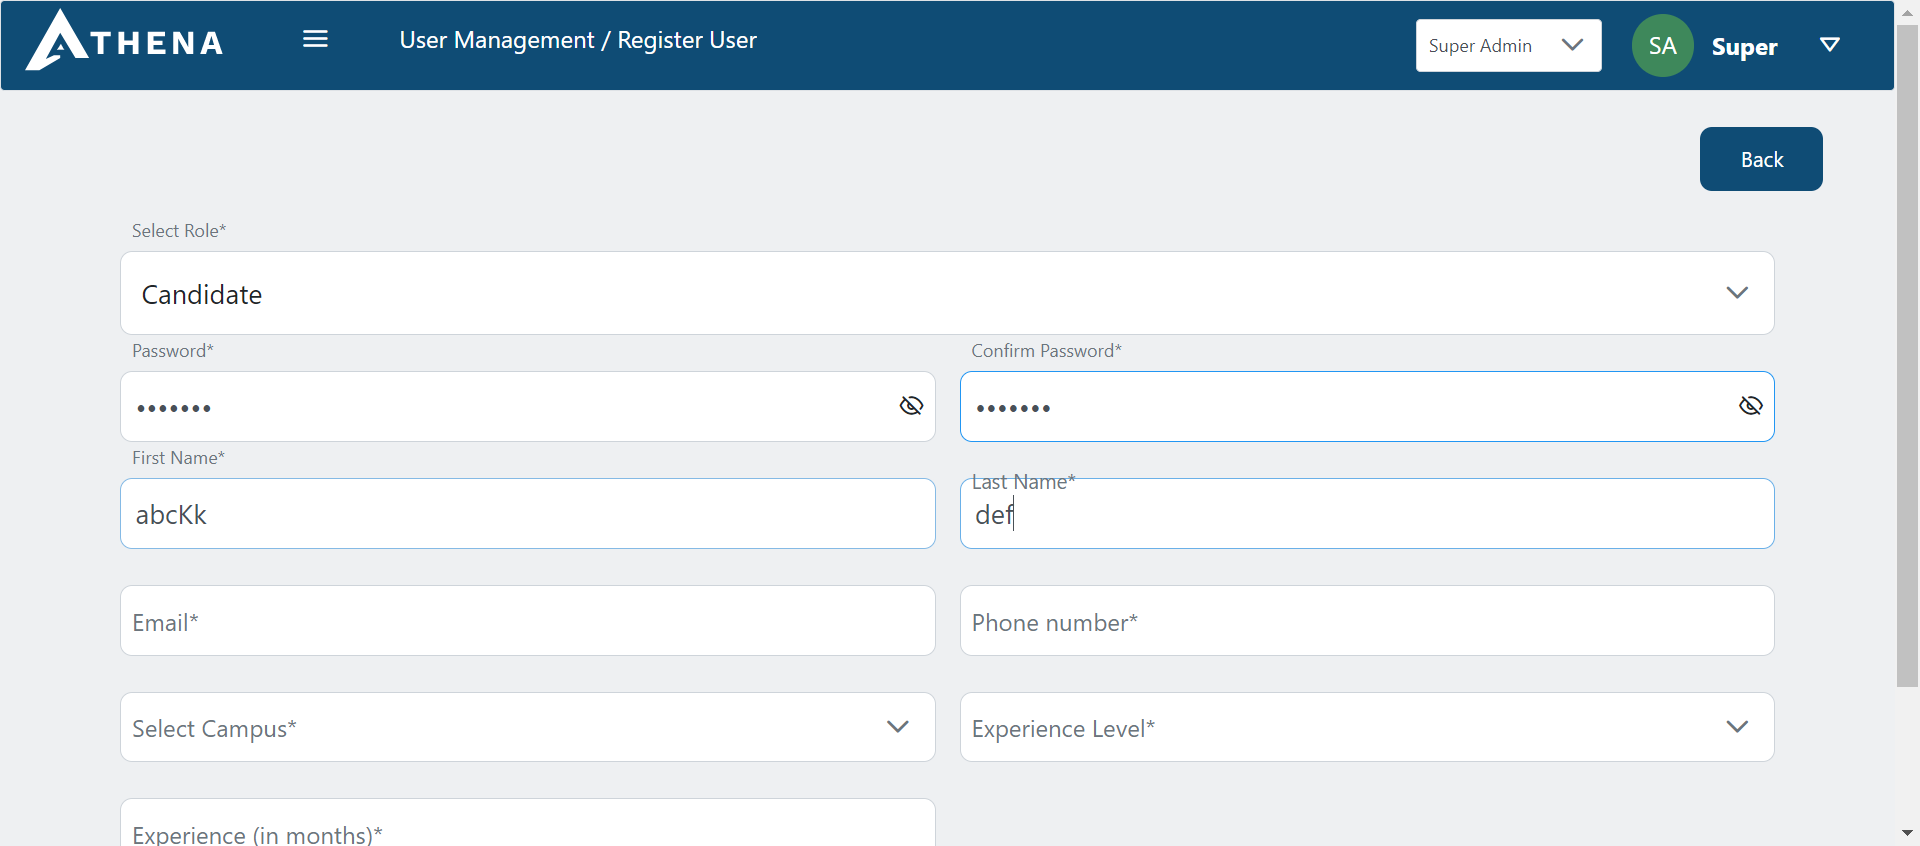 ATHENA
User Management / Register User
Super Admin
SA
Super
Back
Select Role*
Candidate
Password*
Confirm Password*
•••••••
•••••••
First Name*
Last Name*
abcKk
def
Email*
Phone number*
Select Campus*
Experience Level*
Experience (in months)*